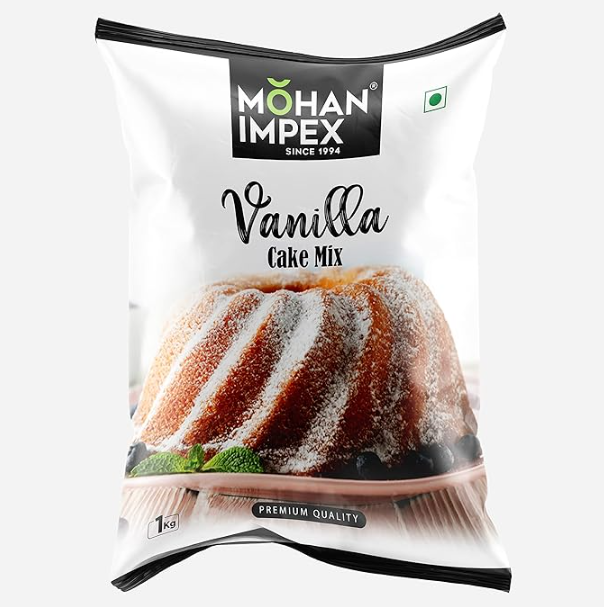 MOHAN®
IMPEX
SINCE 1994
Vanilla
Cake Mix
PREMIUM QUALITY
1Kg